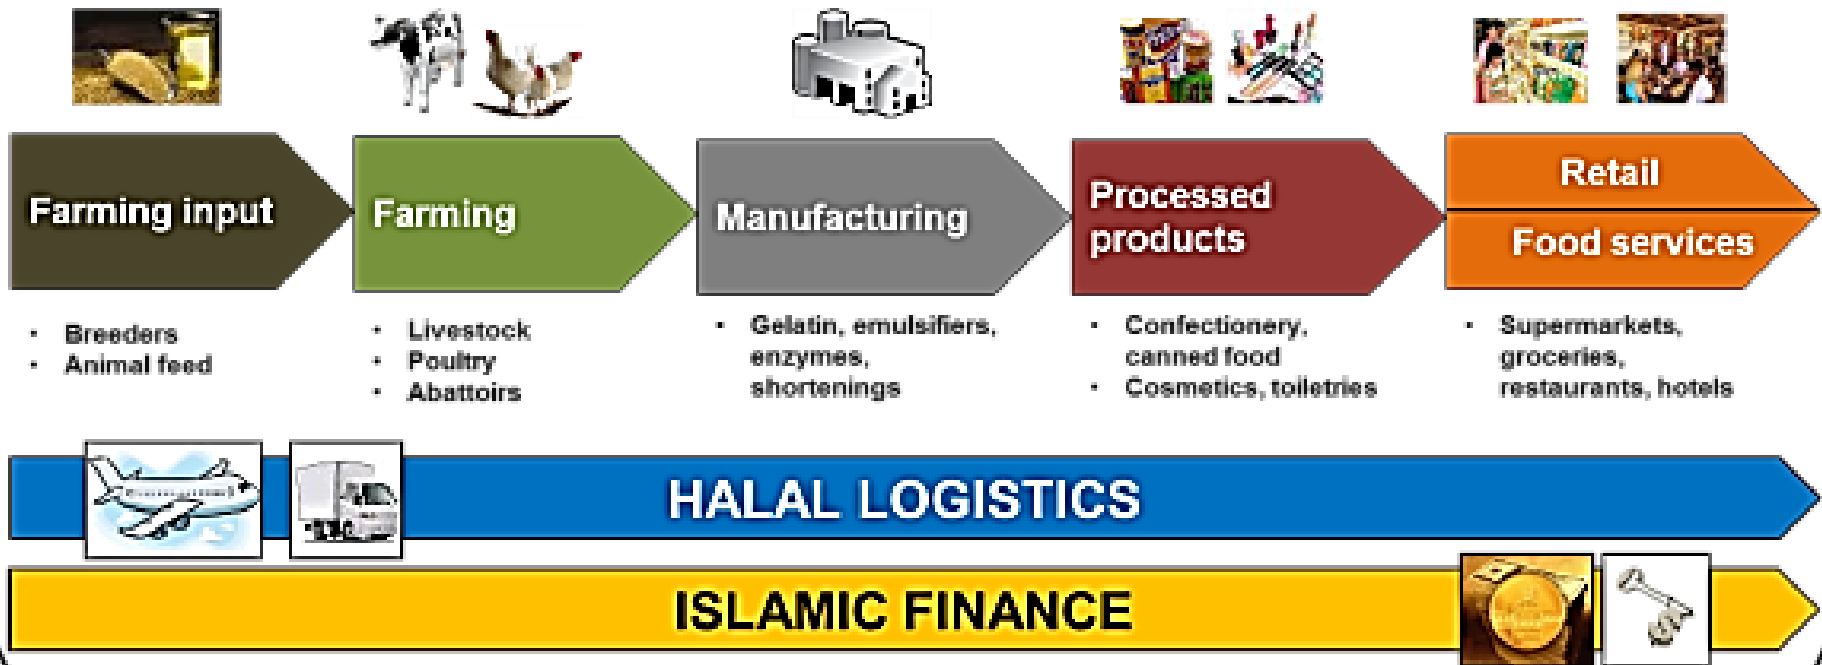 Farming input
Farming
Manufacturing
Processed
products
Retail
Food services
• Breeders
• Animal feed
• Livestock
• Poultry
• Abattoirs
• Gelatin, emulsifiers,
enzymes,
shortenings
• Confectionery,
canned food
• Cosmetics, toiletries
• Supermarkets,
groceries,
restaurants, hotels
HALAL LOGISTICS
ISLAMIC FINANCE